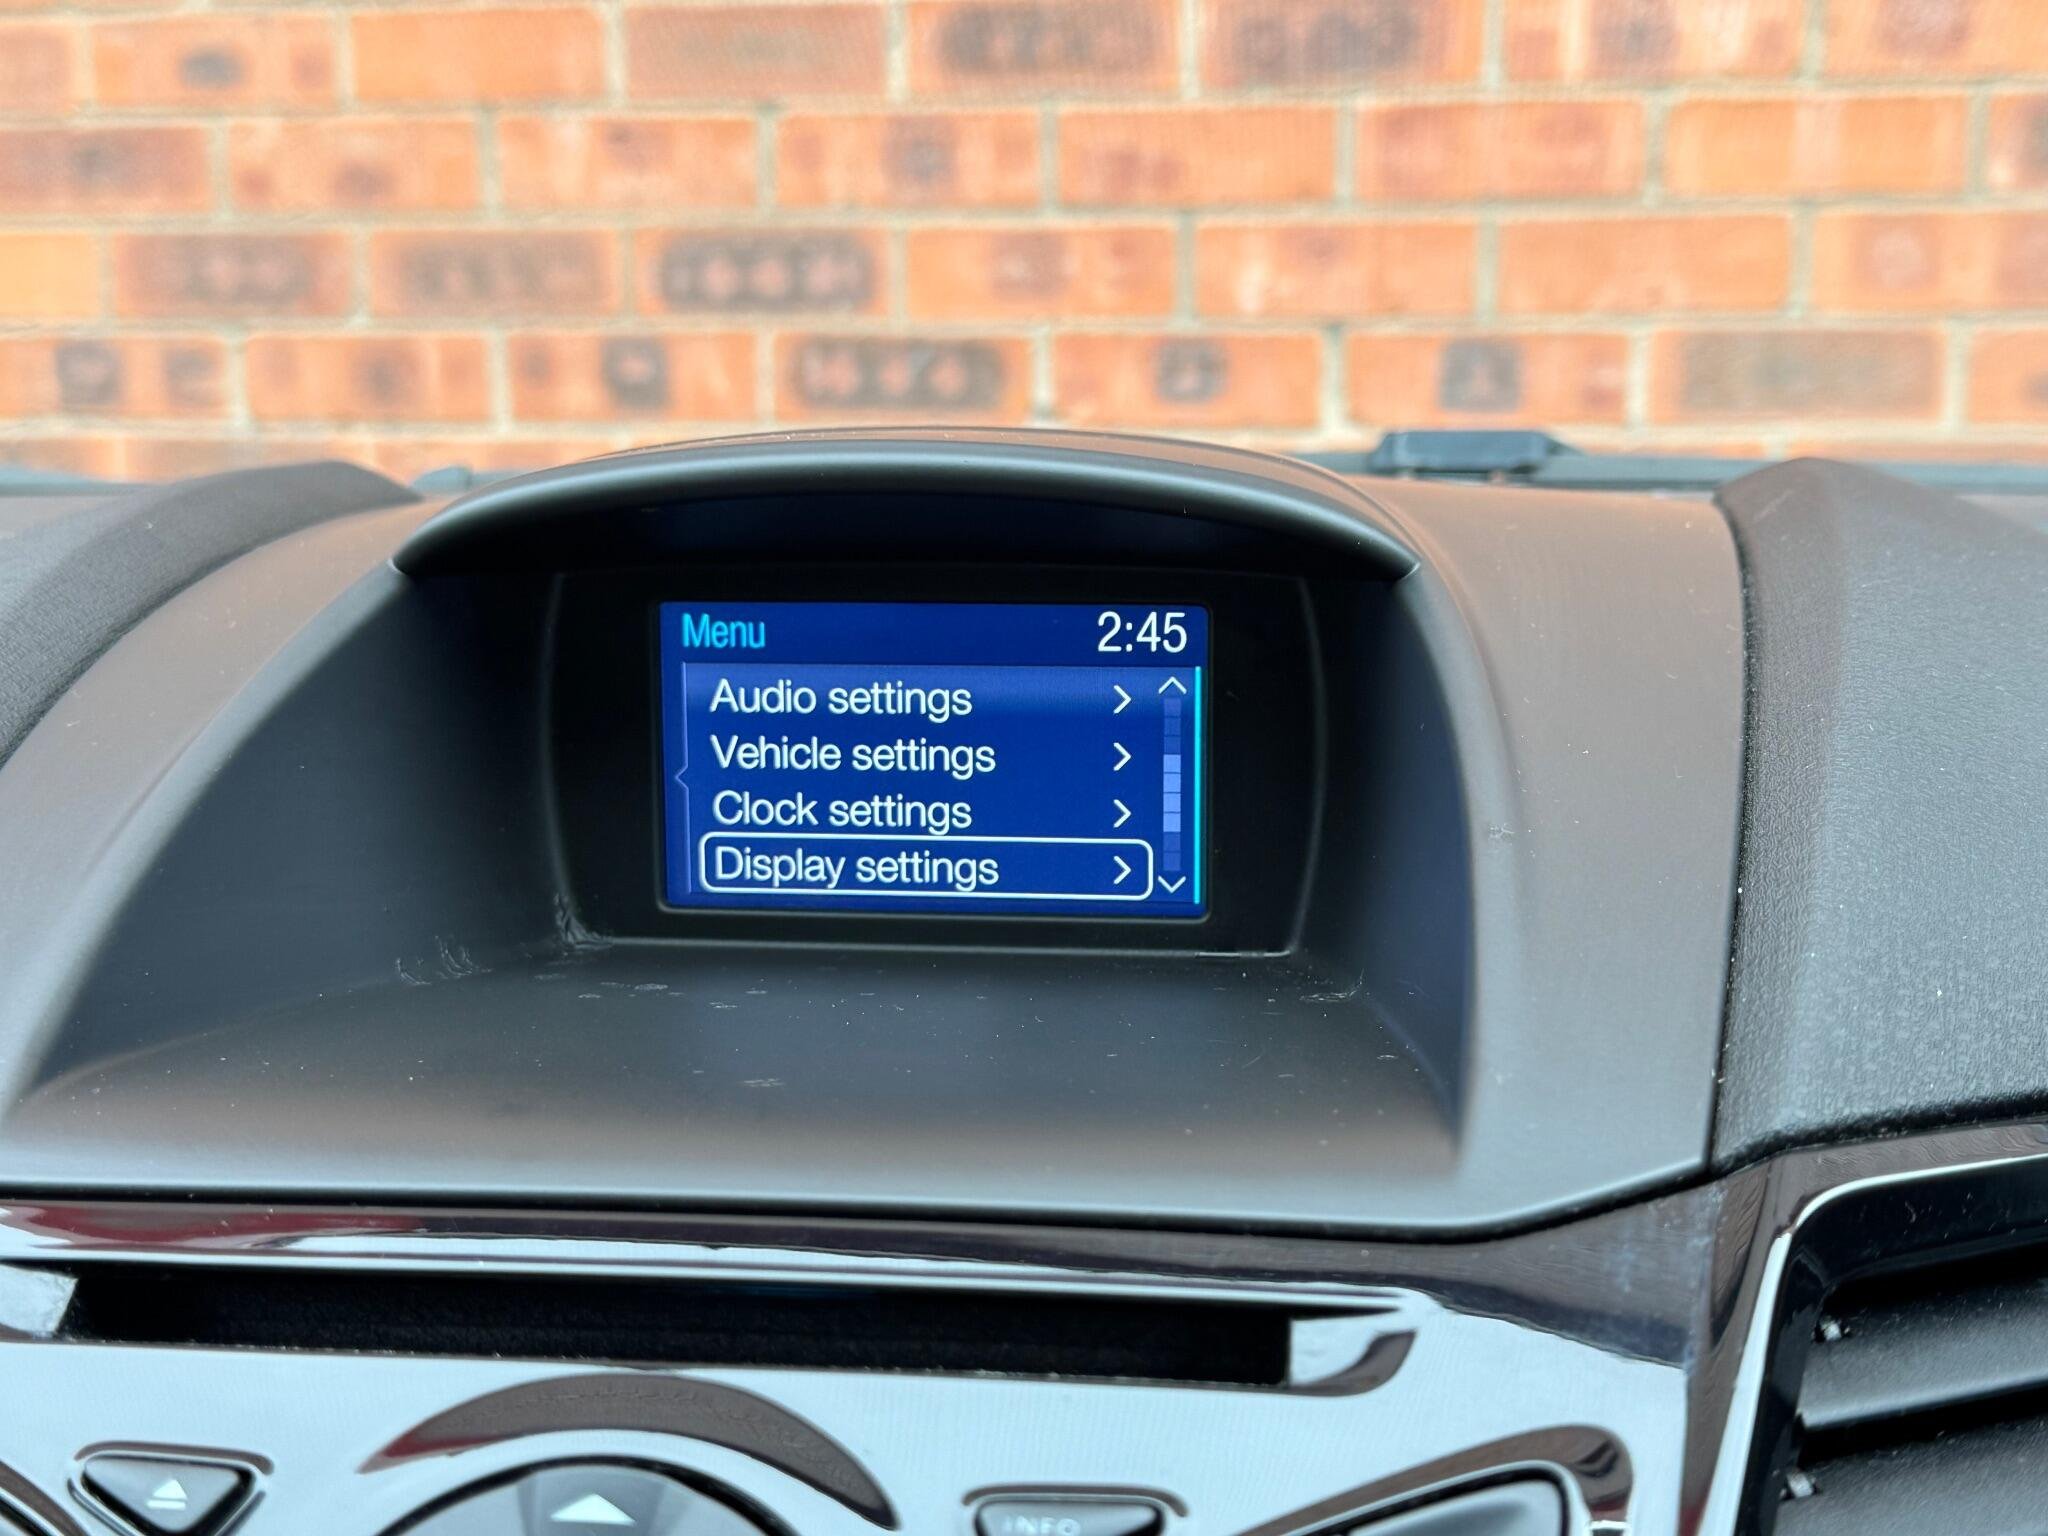 Menu 2:45
Audio settings
Vehicle settings
Clock settings
Display settings
INFO